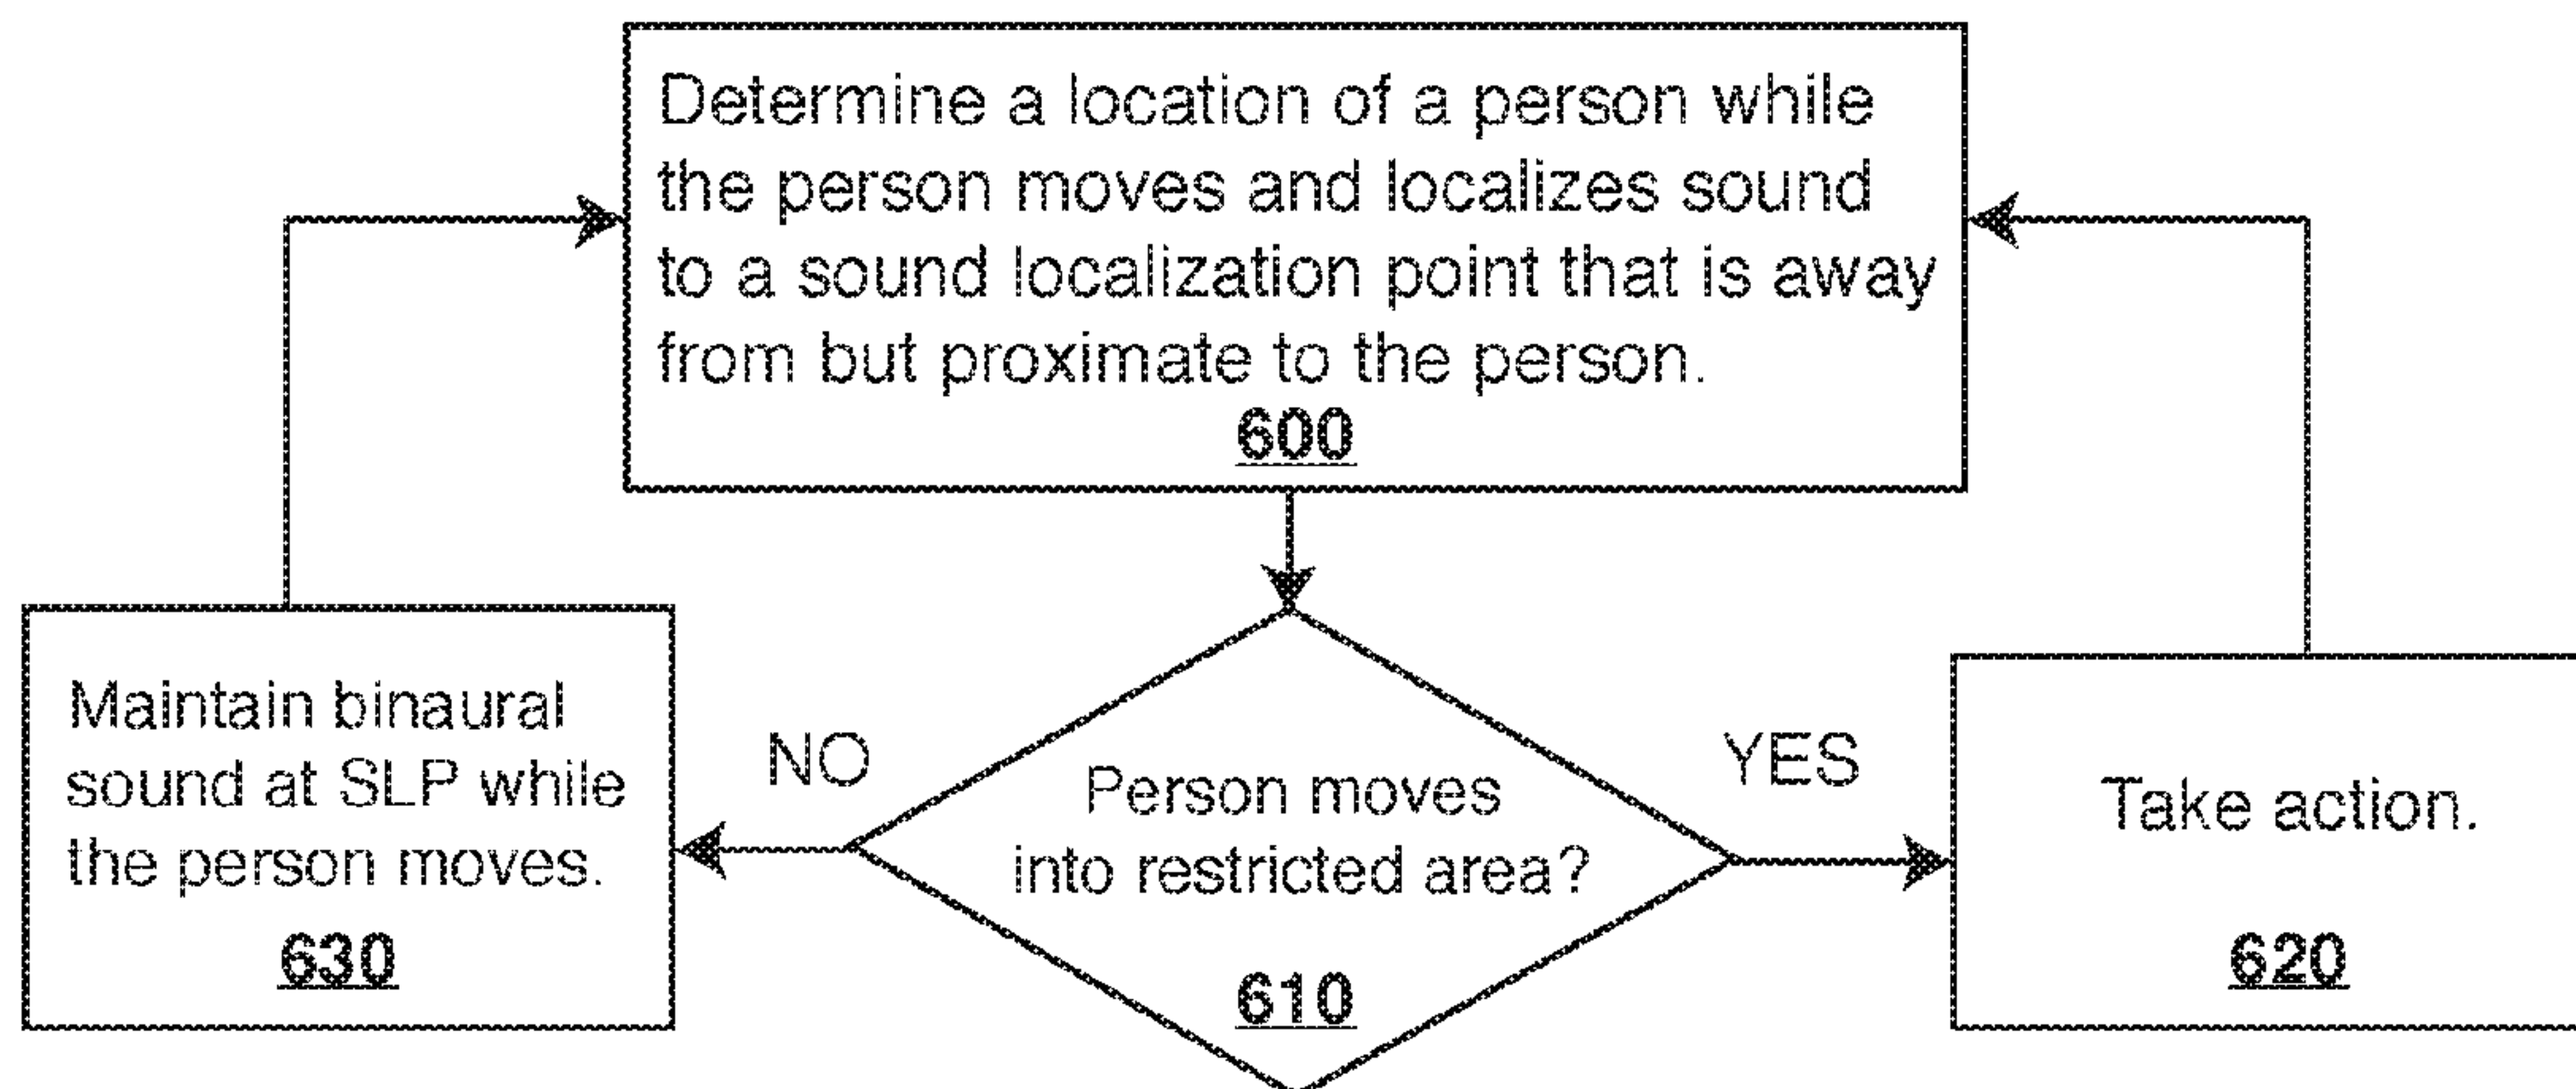 Determine a location of a person while
the person moves and localizes sound
to a sound localization point that is away
from but proximate to the person.
600
Maintain binaural
sound at SLP while
the person moves.
630
NO
Person moves
into restricted area?
610
YES
Take action.
620